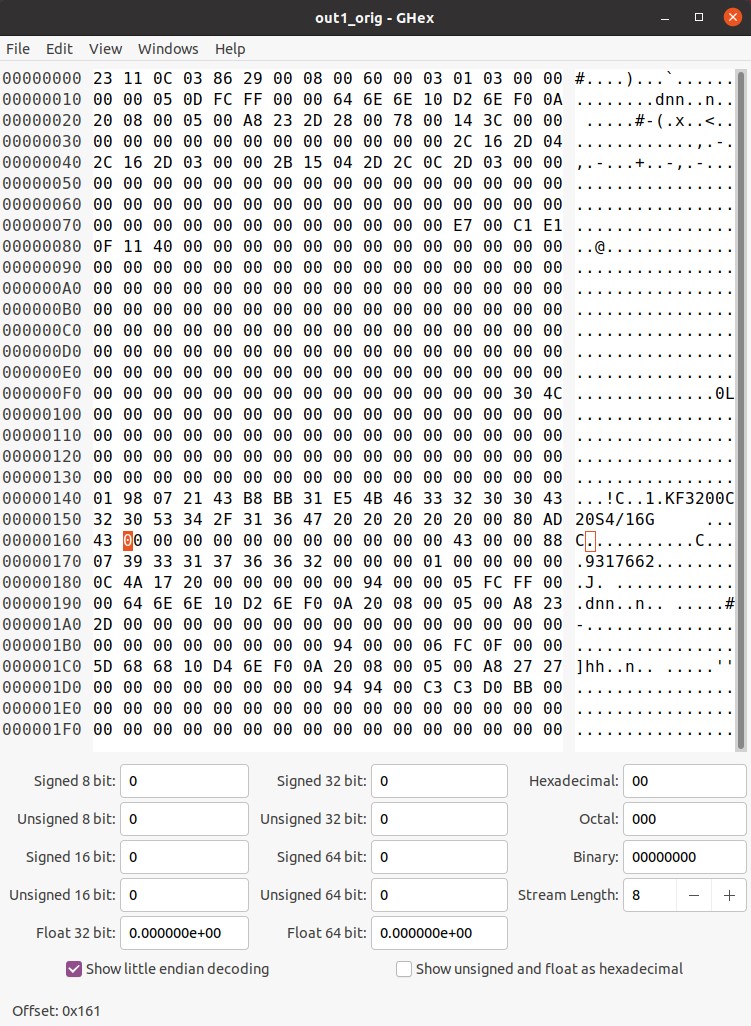 out1_orig - GHex
File Edit View Windows Help
00000000 23 11 0C 03 86 29 00 08 00 60 00 03 01 03 00 00 #....)...`......
00000010 00 00 05 0D FC FF 00 00 64 6E 6E 10 D2 6E F0 0A ........dnn..n..
00000020 20 08 00 05 00 A8 23 2D 28 00 78 00 14 3C 00 00  .....#-(.x..<..
00000030 00 00 00 00 00 00 00 00 00 00 00 00 2C 16 2D 04 ............,.-.
00000040 2C 16 2D 03 00 00 2B 15 04 2D 2C 0C 2D 03 00 00 ,.-...+..-,.-...
00000050 00 00 00 00 00 00 00 00 00 00 00 00 00 00 00 00 ................
00000060 00 00 00 00 00 00 00 00 00 00 00 00 00 00 00 00 ................
00000070 00 00 00 00 00 00 00 00 00 00 00 00 E7 00 C1 E1 ................
00000080 0F 11 40 00 00 00 00 00 00 00 00 00 00 00 00 00 ..@.............
00000090 00 00 00 00 00 00 00 00 00 00 00 00 00 00 00 00 ................
000000A0 00 00 00 00 00 00 00 00 00 00 00 00 00 00 00 00 ................
000000B0 00 00 00 00 00 00 00 00 00 00 00 00 00 00 00 00 ................
000000C0 00 00 00 00 00 00 00 00 00 00 00 00 00 00 00 00 ................
000000D0 00 00 00 00 00 00 00 00 00 00 00 00 00 00 00 00 ................
000000E0 00 00 00 00 00 00 00 00 00 00 00 00 00 00 00 00 ................
000000F0 00 00 00 00 00 00 00 00 00 00 00 00 00 00 30 4C ..............0L
00000100 00 00 00 00 00 00 00 00 00 00 00 00 00 00 00 00 ................
00000110 00 00 00 00 00 00 00 00 00 00 00 00 00 00 00 00 ................
00000120 00 00 00 00 00 00 00 00 00 00 00 00 00 00 00 00 ................
00000130 00 00 00 00 00 00 00 00 00 00 00 00 00 00 00 00 ................
00000140 01 98 07 21 43 B8 BB 31 E5 4B 46 33 32 30 30 43 ...!C..1.KF3200C
00000150 32 30 53 34 2F 31 36 47 20 20 20 20 20 00 80 AD 20S4/16G     ...
00000160 43 00 00 00 00 00 00 00 00 00 00 00 43 00 00 88 C...........C...
00000170 07 39 33 31 37 36 36 32 00 00 00 01 00 00 00 00 .9317662........
00000180 0C 4A 17 20 00 00 00 00 00 94 00 00 05 FC FF 00 .J. ............
00000190 00 64 6E 6E 10 D2 6E F0 0A 20 08 00 05 00 A8 23 .dnn..n.. .....#
000001A0 2D 00 00 00 00 00 00 00 00 00 00 00 00 00 00 00 -...............
000001B0 00 00 00 00 00 00 00 00 94 00 00 06 FC 0F 00 00 ................
000001C0 5D 68 68 10 D4 6E F0 0A 20 08 00 05 00 A8 27 27 ]hh..n.. .....''
000001D0 00 00 00 00 00 00 00 00 94 94 00 C3 C3 D0 BB 00 ................
000001E0 00 00 00 00 00 00 00 00 00 00 00 00 00 00 00 00 ................
000001F0 00 00 00 00 00 00 00 00 00 00 00 00 00 00 00 00 ................
Signed 8 bit: 0 Signed 32 bit: 0 Hexadecimal: 00
Unsigned 8 bit: 0 Unsigned 32 bit: 0 Octal: 000
Signed 16 bit: 0 Signed 64 bit: 0 Binary: 00000000
Unsigned 16 bit: 0 Unsigned 64 bit: 0 Stream Length: 8 − +
Float 32 bit: 0.000000e+00 Float 64 bit: 0.000000e+00
Show little endian decoding Show unsigned and float as hexadecimal
Offset: 0x161